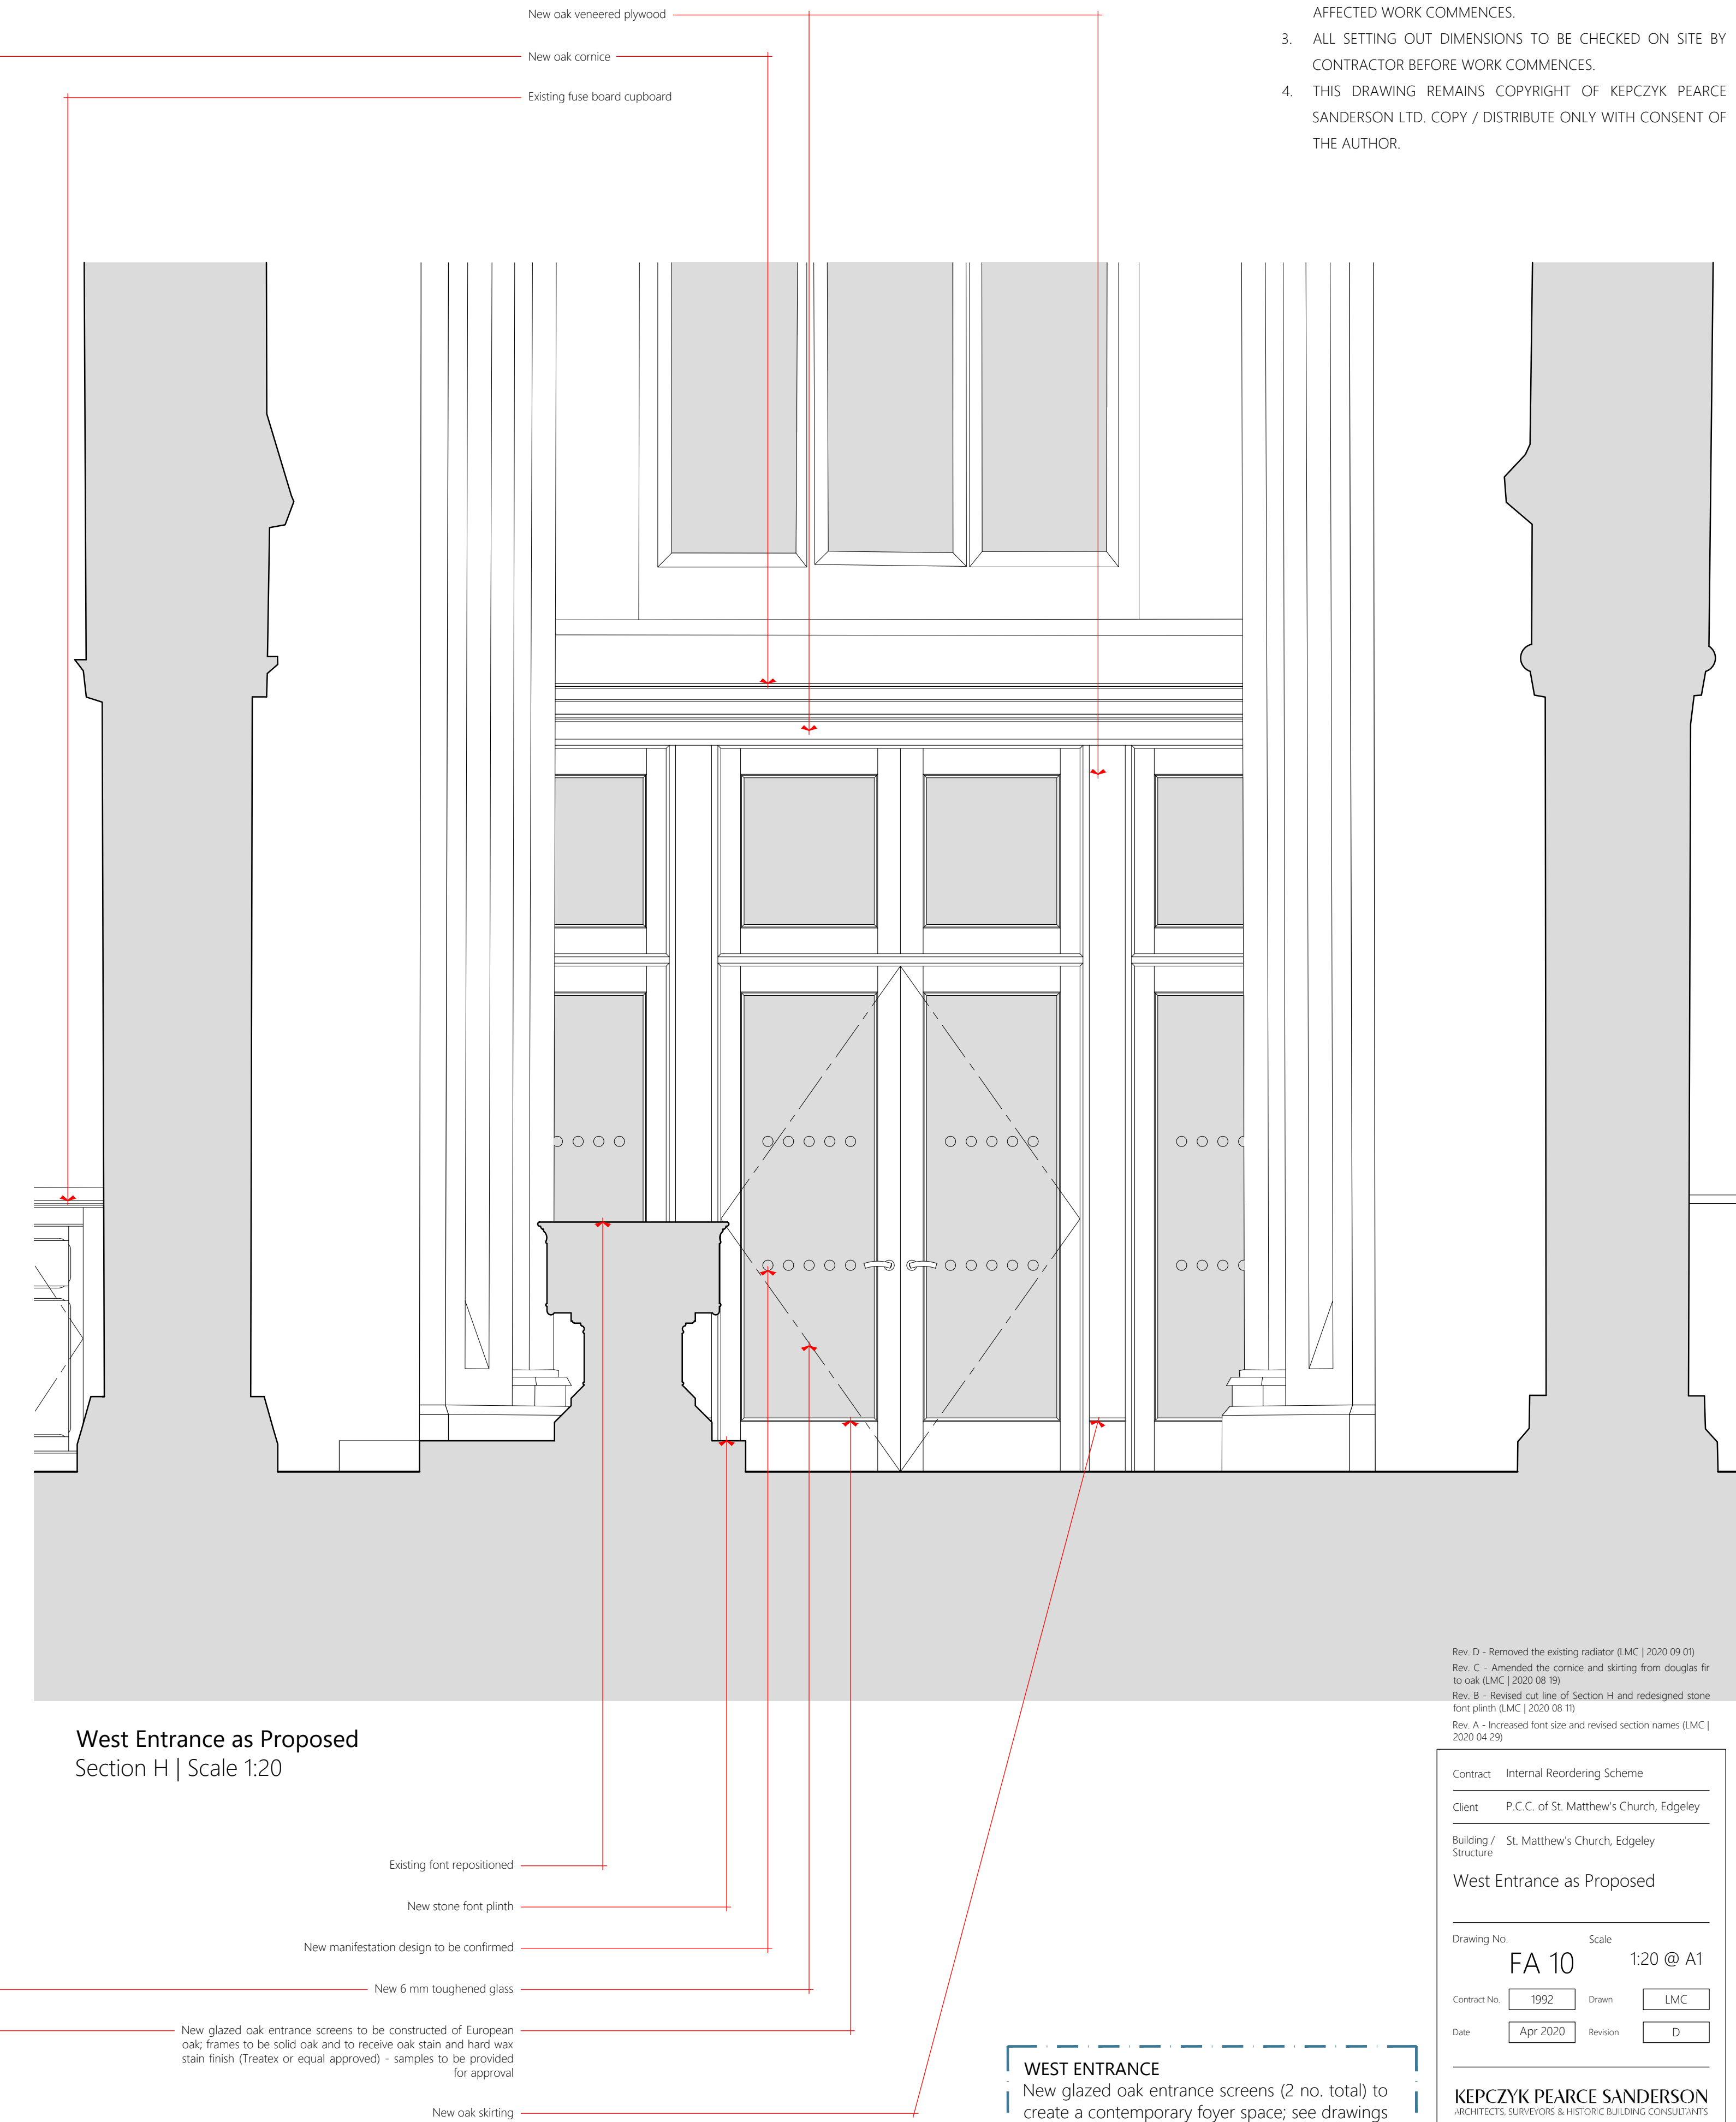 New oak veneered plywood
New oak cornice
Existing fuse board cupboard
AFFECTED WORK COMMENCES.
3. ALL SETTING OUT DIMENSIONS TO BE CHECKED ON SITE BY
CONTRACTOR BEFORE WORK COMMENCES.
4. THIS DRAWING REMAINS COPYRIGHT OF KEPCZYK PEARCE
SANDERSON LTD. COPY / DISTRIBUTE ONLY WITH CONSENT OF
THE AUTHOR.
West Entrance as Proposed
Section H | Scale 1:20
Existing font repositioned
New stone font plinth
New manifestation design to be confirmed
New 6 mm toughened glass
New glazed oak entrance screens to be constructed of European
oak; frames to be solid oak and to receive oak stain and hard wax
stain finish (Treatex or equal approved) - samples to be provided
for approval
New oak skirting
WEST ENTRANCE
New glazed oak entrance screens (2 no. total) to
create a contemporary foyer space; see drawings
Rev. D - Removed the existing radiator (LMC | 2020 09 01)
Rev. C - Amended the cornice and skirting from douglas fir
to oak (LMC | 2020 08 19)
Rev. B - Revised cut line of Section H and redesigned stone
font plinth (LMC | 2020 08 11)
Rev. A - Increased font size and revised section names (LMC |
2020 04 29)
Contract Internal Reordering Scheme
Client P.C.C. of St. Matthew's Church, Edgeley
Building / St. Matthew's Church, Edgeley
Structure
West Entrance as Proposed
Drawing No. Scale
FA 10 1:20 @ A1
Contract No. 1992 Drawn LMC
Date Apr 2020 Revision D
KEPCZYK PEARCE SANDERSON
ARCHITECTS, SURVEYORS & HISTORIC BUILDING CONSULTANTS